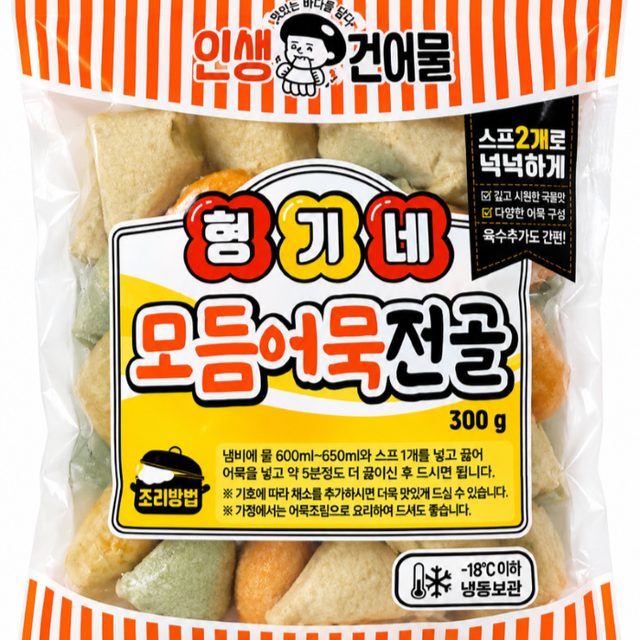 맛있는 바다를 담다
인생 건어물
스프2개로
넉넉하게
깊고 시원한 국물맛
다양한 어묵 구성
육수추가도 간편!
형기네
모듬어묵전골
300 g
냄비에 물 600ml~650ml와 스프 1개를 넣고 끓어
어묵을 넣고 약 5분정도 더 끓이신 후 드시면 됩니다.
※ 기호에 따라 채소를 추가하시면 더욱 맛있게 드실 수 있습니다.
※ 가정에서는 어묵조림으로 요리하여 드셔도 좋습니다.
조리방법
-18℃ 이하
냉동보관